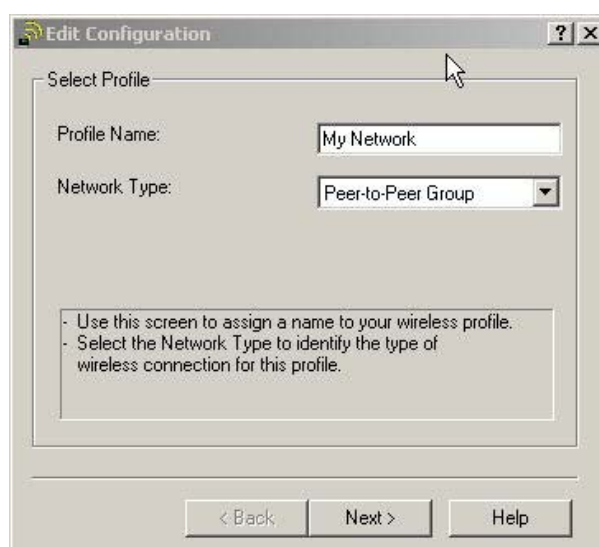 Edit Configuration
Select Profile
Profile Name:
My Network
Network Type:
Peer-to-Peer Group
- Use this screen to assign a name to your wireless profile.
- Select the Network Type to identify the type of
wireless connection for this profile.
< Back
Next >
Help